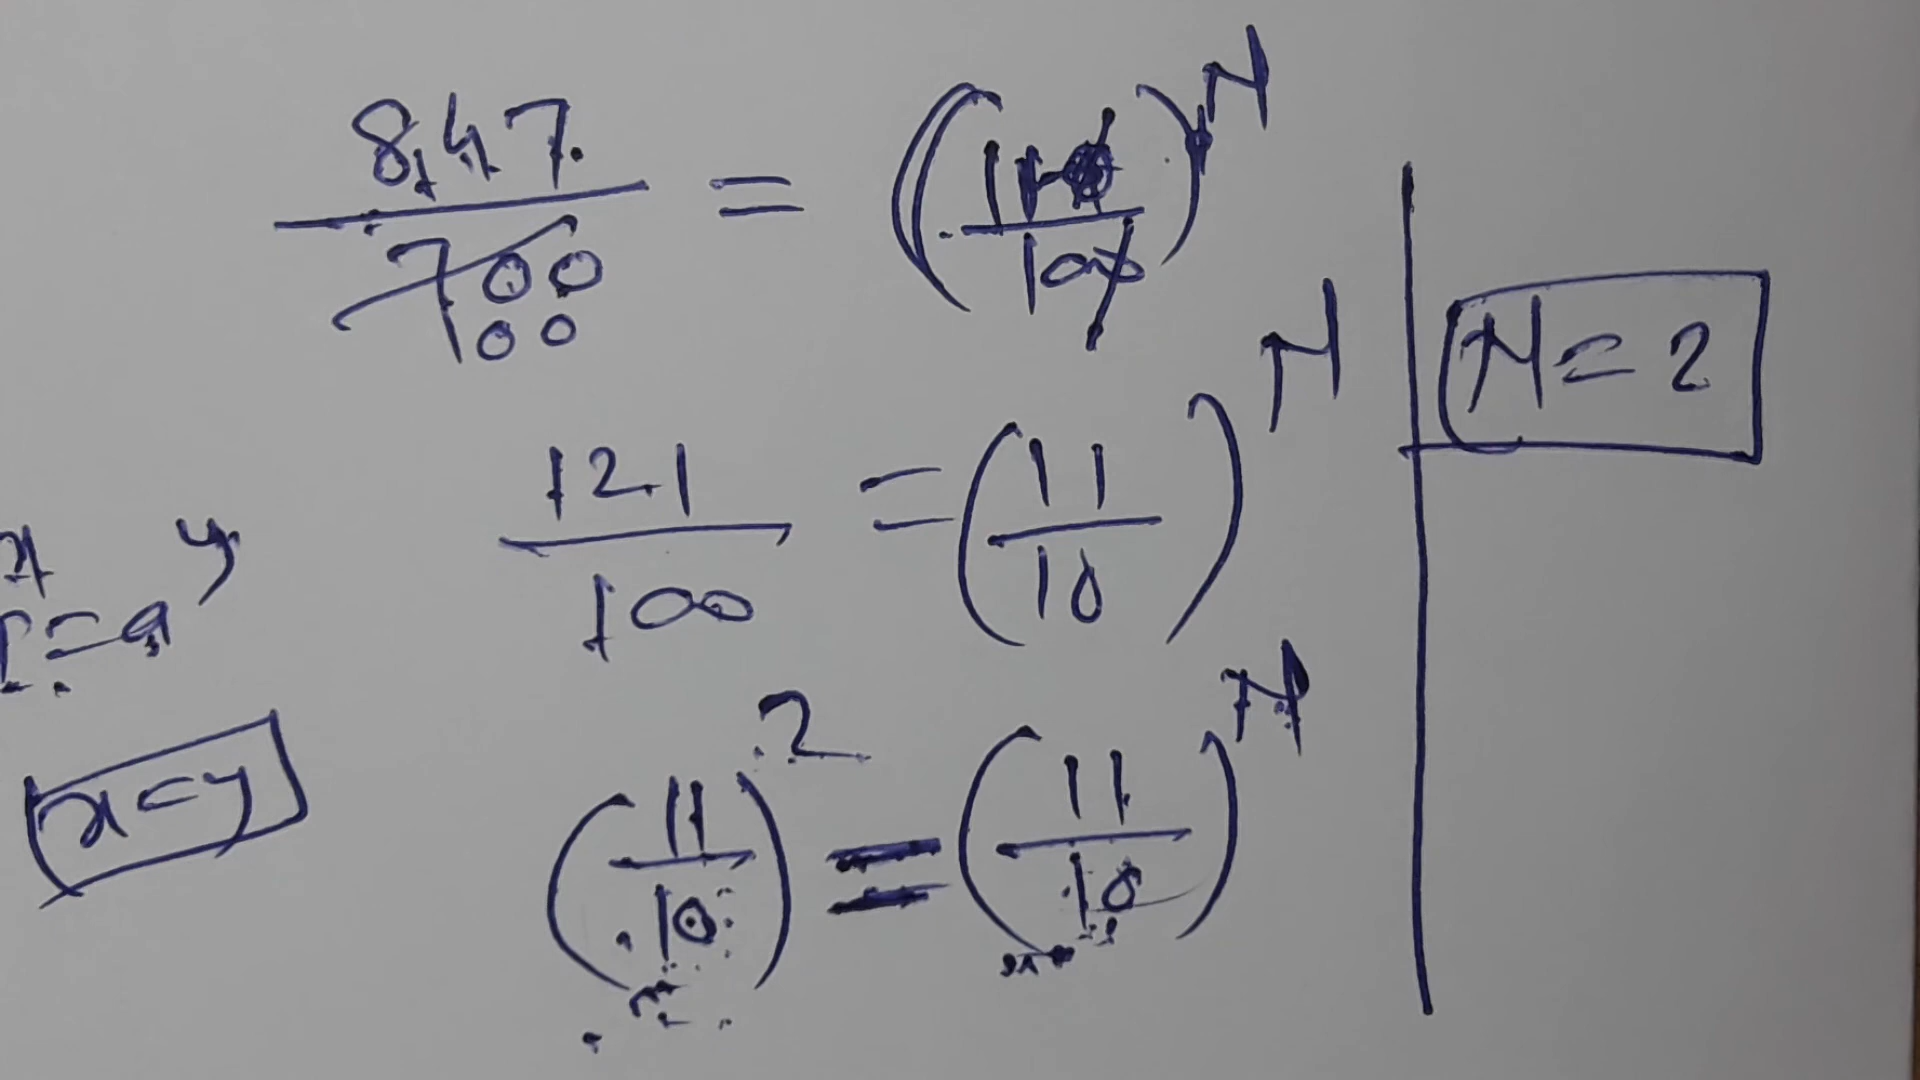 847 / 700 = (110 / 100)^N
100
N = 2
121 / 100 = (11 / 10)^N
= a^y
x = y
(11 / 10)^2 = (11 / 10)^N